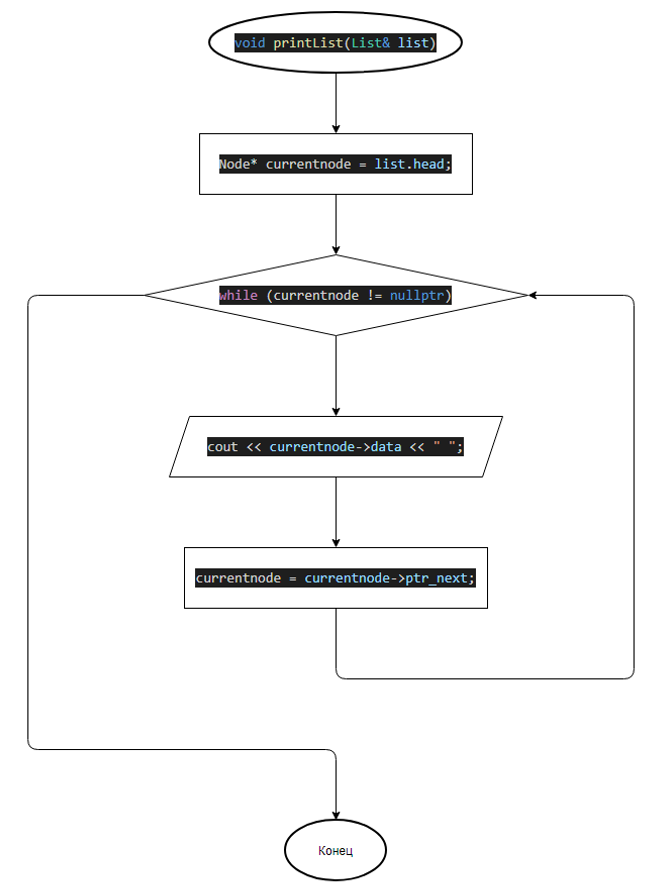 void printList(List& list)
Node* currentnode = list.head;
while (currentnode != nullptr)
cout << currentnode->data << " ";
currentnode = currentnode->ptr_next;
Конец